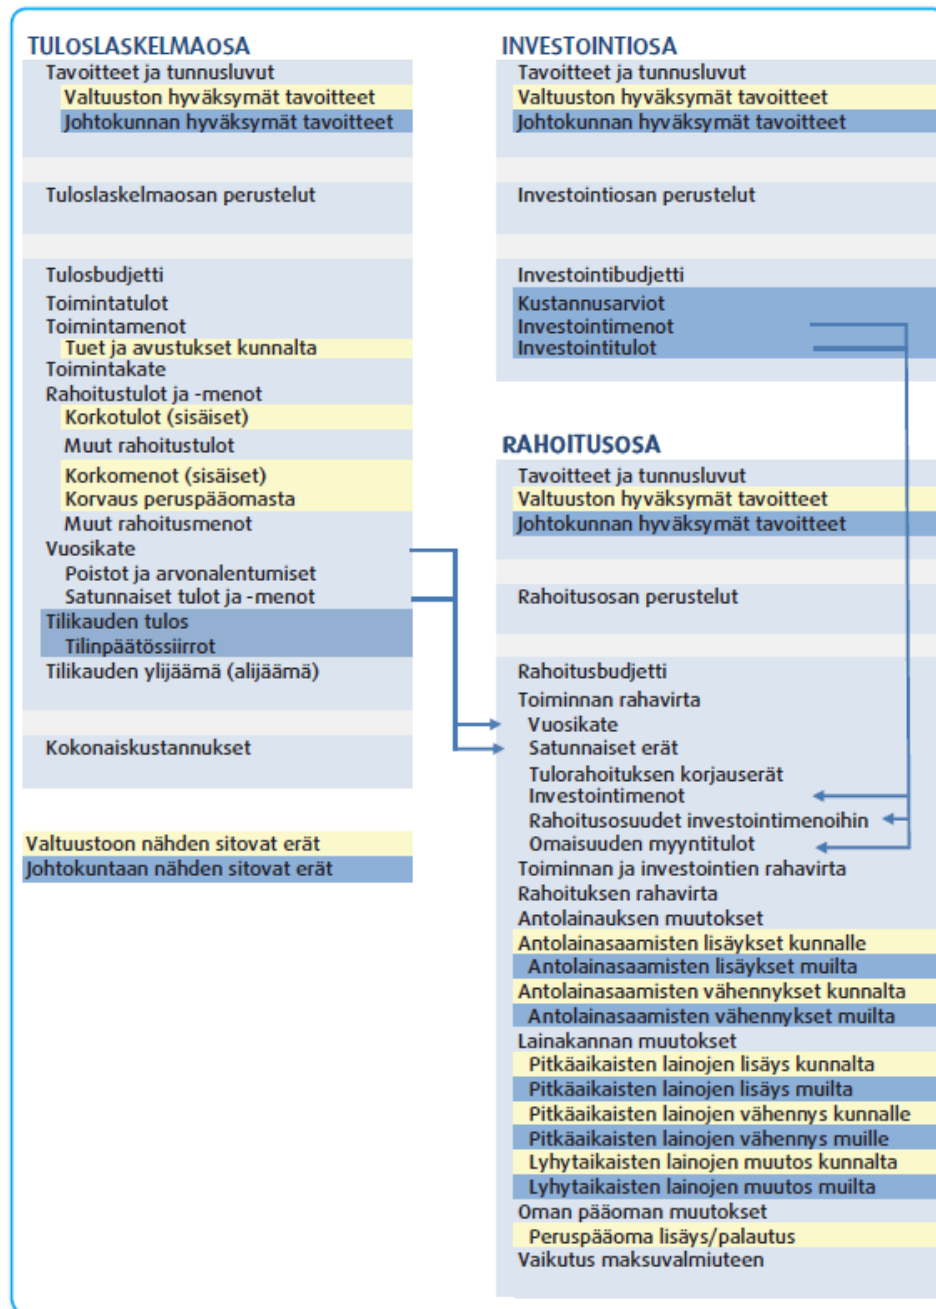 TULOSLASKELMAOSA
Tavoitteet ja tunnusluvut
Valtuuston hyväksymät tavoitteet
Johtokunnan hyväksymät tavoitteet
Tuloslaskelmaosan perustelut
Tulosbudjetti
Toimintatulot
Toimintamenot
Tuet ja avustukset kunnalta
Toimintakate
Rahoitustulot ja -menot
Korkotulot (sisäiset)
Muut rahoitustulot
Korkomenot (sisäiset)
Korvaus peruspääomasta
Muut rahoitusmenot
Vuosikate
Poistot ja arvonalentumiset
Satunnaiset tulot ja -menot
Tilikauden tulos
Tilinpäätössiirrot
Tilikauden ylijäämä (alijäämä)
Kokonaiskustannukset
Valtuustoon nähden sitovat erät
Johtokuntaan nähden sitovat erät
INVESTOINTIOSA
Tavoitteet ja tunnusluvut
Valtuuston hyväksymät tavoitteet
Johtokunnan hyväksymät tavoitteet
Investointiosan perustelut
Investointibudjetti
Kustannusarviot
Investointimenot
Investointitulot
RAHOITUSOSA
Tavoitteet ja tunnusluvut
Valtuuston hyväksymät tavoitteet
Johtokunnan hyväksymät tavoitteet
Rahoitusosan perustelut
Rahoitusbudjetti
Toiminnan rahavirta
Vuosikate
Satunnaiset erät
Tulorahoituksen korjauserät
Investointimenot
Rahoitusosuudet investointimenoihin
Omaisuuden myyntitulot
Toiminnan ja investointien rahavirta
Rahoituksen rahavirta
Antolainauksen muutokset
Antolainasaamisten lisäykset kunnalle
Antolainasaamisten lisäykset muilta
Antolainasaamisten vähennykset kunnalta
Antolainasaamisten vähennykset muilta
Lainakannan muutokset
Pitkäaikaisten lainojen lisäys kunnalta
Pitkäaikaisten lainojen lisäys muilta
Pitkäaikaisten lainojen vähennys kunnalle
Pitkäaikaisten lainojen vähennys muille
Lyhytaikaisten lainojen muutos kunnalta
Lyhytaikaisten lainojen muutos muilta
Oman pääoman muutokset
Peruspääoma lisäys/palautus
Vaikutus maksuvalmiuteen